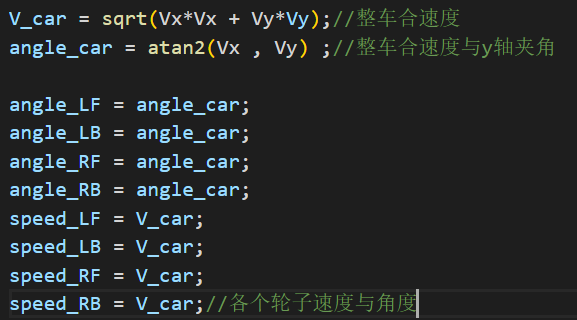 V_car = sqrt(Vx*Vx + Vy*Vy);//整车合速度
angle_car = atan2(Vx , Vy) ;//整车合速度与y轴夹角
angle_LF = angle_car;
angle_LB = angle_car;
angle_RF = angle_car;
angle_RB = angle_car;
speed_LF = V_car;
speed_LB = V_car;
speed_RF = V_car;
speed_RB = V_car;//各个轮子速度与角度